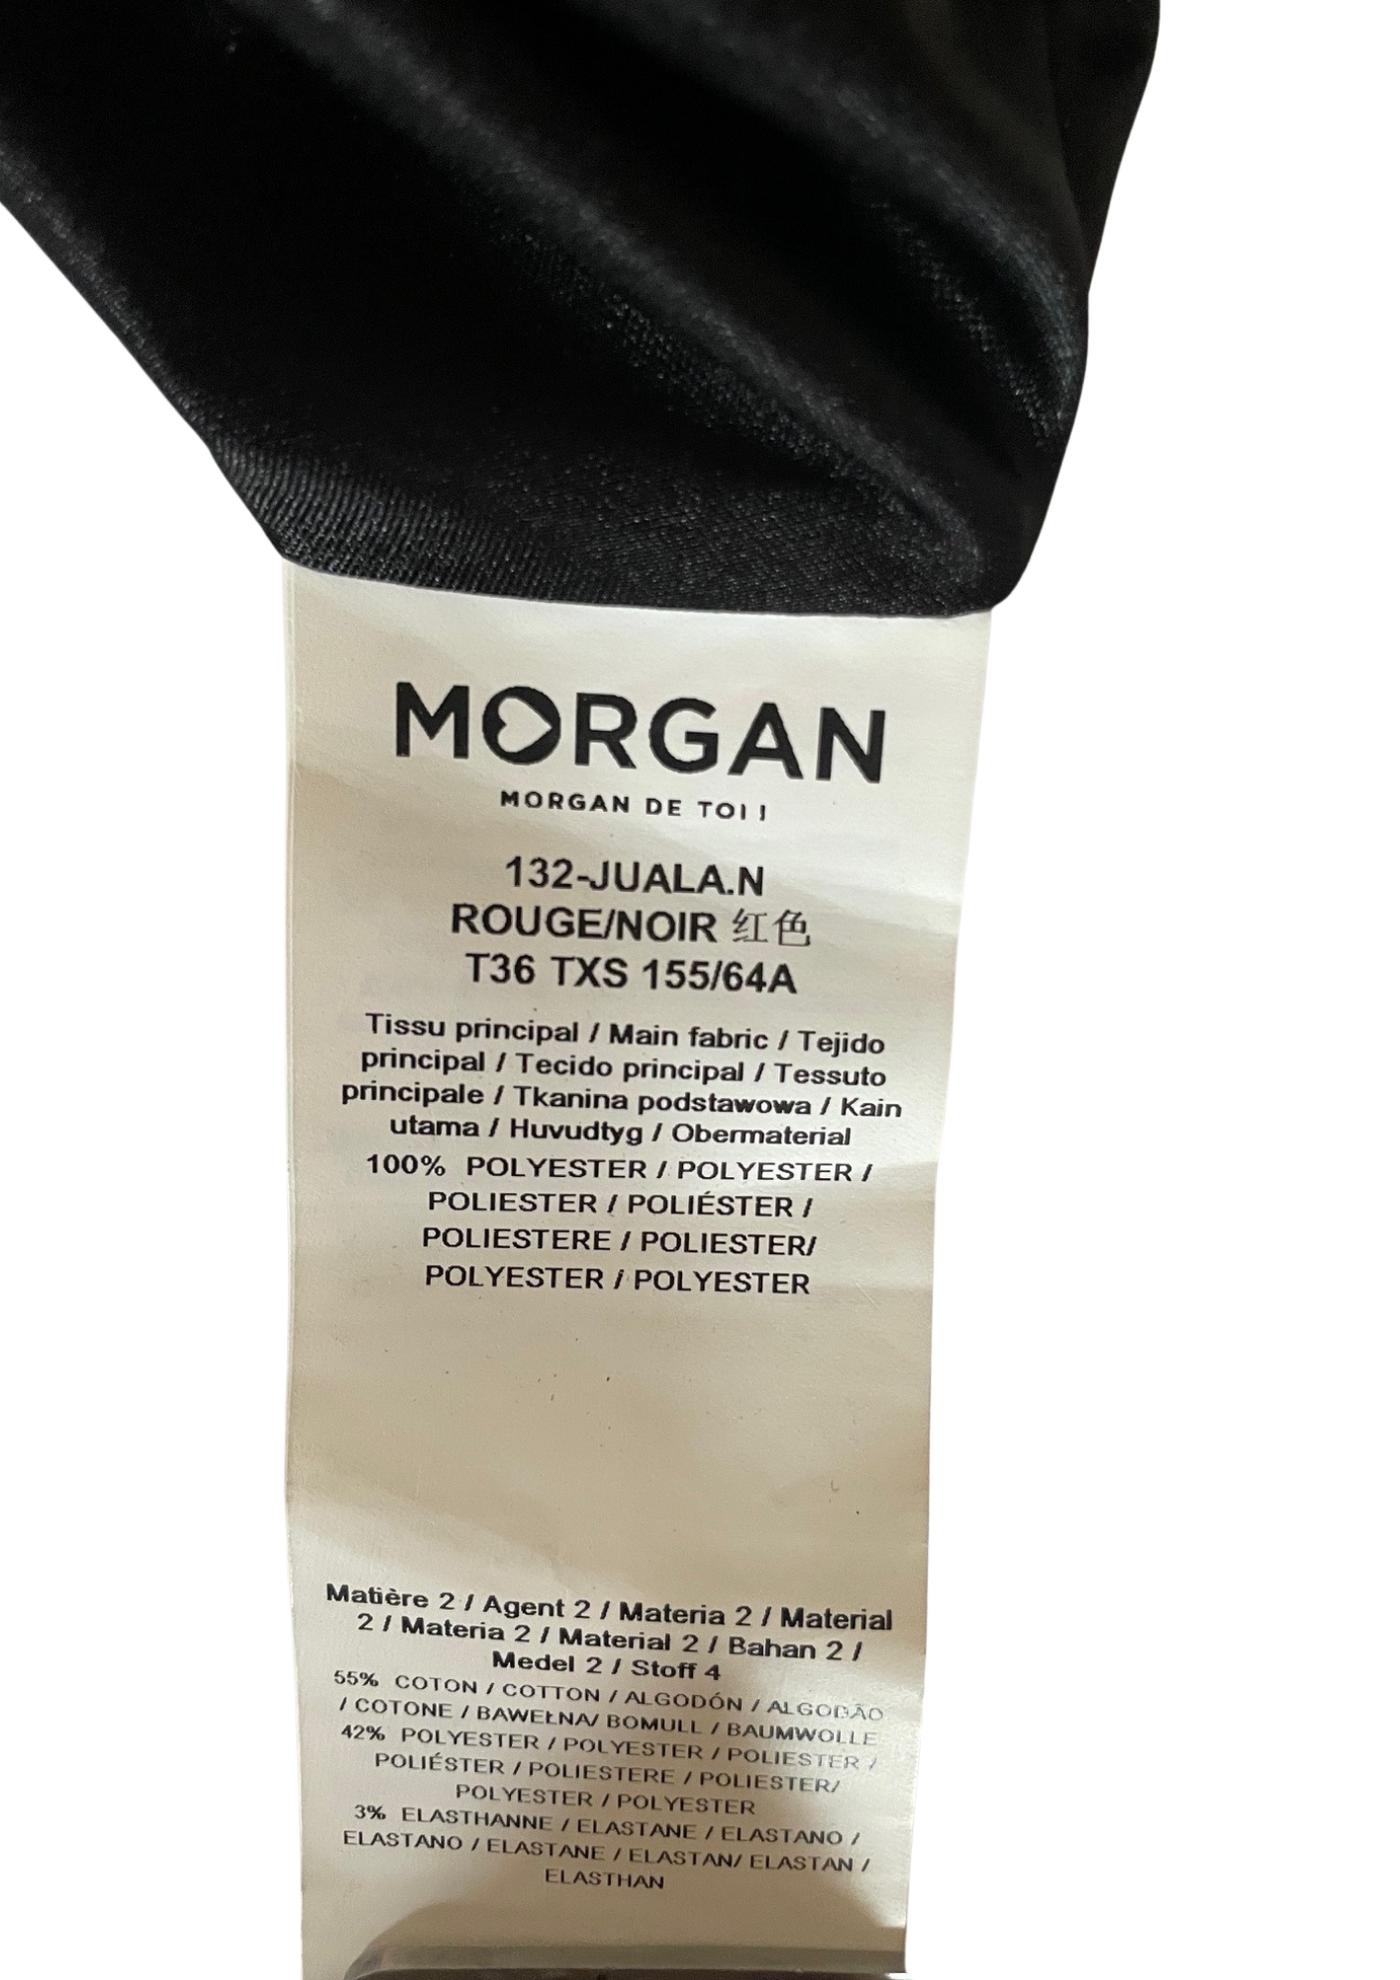 MORGAN
MORGAN DE TOI !
132-JUALA.N
ROUGE/NOIR 红色
T36 TXS 155/64A
Tissu principal / Main fabric / Tejido
principal / Tecido principal / Tessuto
principale / Tkanina podstawowa / Kain
utama / Huvudtyg / Obermaterial
100% POLYESTER / POLYESTER /
POLIESTER / POLIÉSTER /
POLIESTERE / POLIESTER/
POLYESTER / POLYESTER
Matière 2 / Agent 2 / Materia 2 / Material
2 / Materia 2 / Material 2 / Bahan 2 /
Medel 2 / Stoff 4
55% COTON / COTTON / ALGODÓN / ALGODÃO
/ COTONE / BAWEŁNA/ BOMULL / BAUMWOLLE
42% POLYESTER / POLYESTER / POLIESTER /
POLIÉSTER / POLIESTERE / POLIESTER/
POLYESTER / POLYESTER
3% ELASTHANNE / ELASTANE / ELASTANO /
ELASTANO / ELASTANE / ELASTAN/ ELASTAN /
ELASTHAN